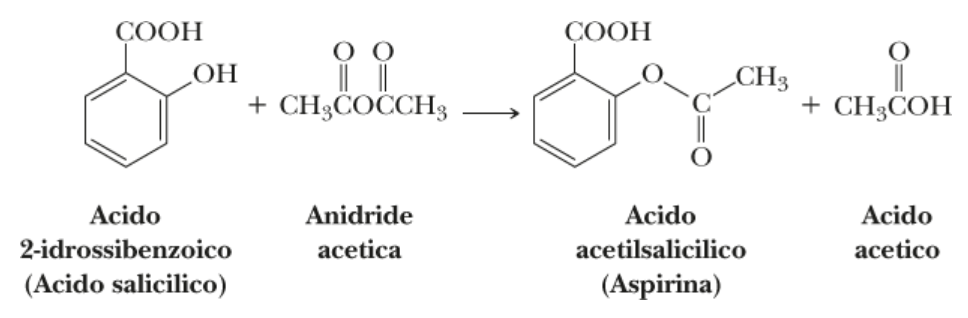 COOH
OH
+
O O
CH₃COCCH₃
COOH
O
CH₃
C
O
+
O
CH₃COH
Acido
2-idrossibenzoico
(Acido salicilico)
Anidride
acetica
Acido
acetilsalicilico
(Aspirina)
Acido
acetico